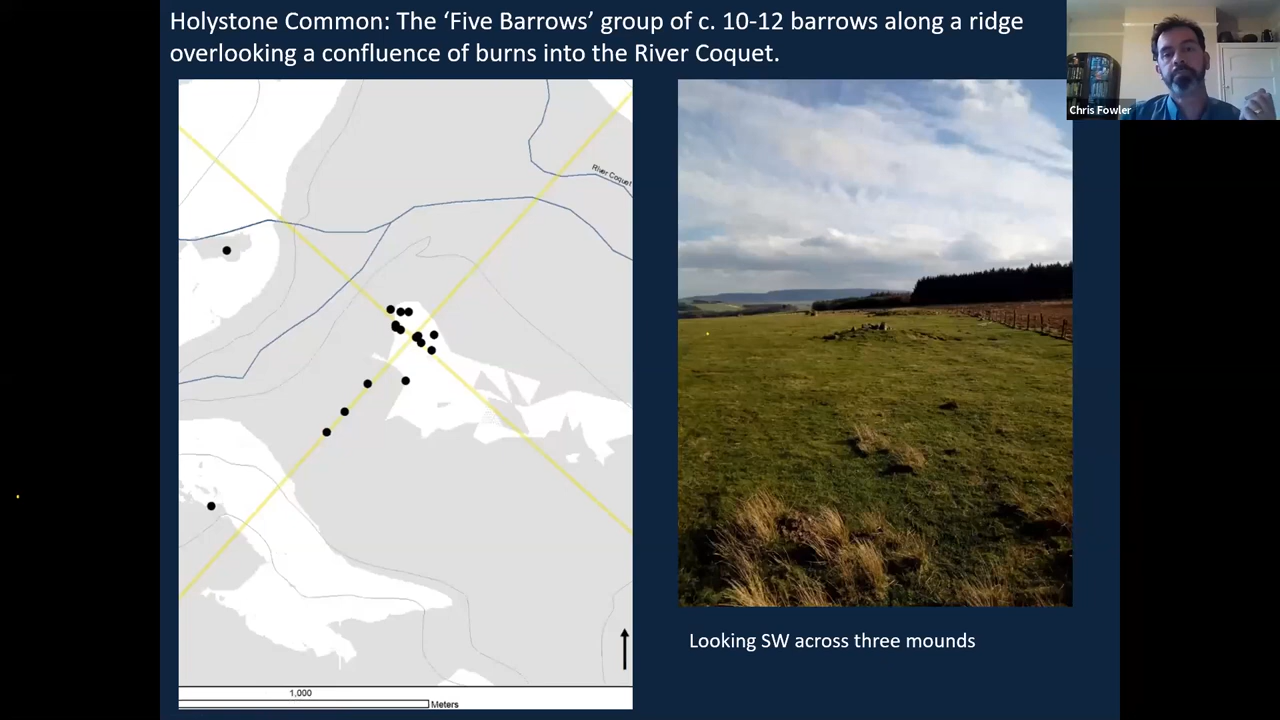 Holystone Common: The ‘Five Barrows’ group of c. 10-12 barrows along a ridge
overlooking a confluence of burns into the River Coquet.
Chris Fowler
River Coquet
Looking SW across three mounds
1,000
Meters